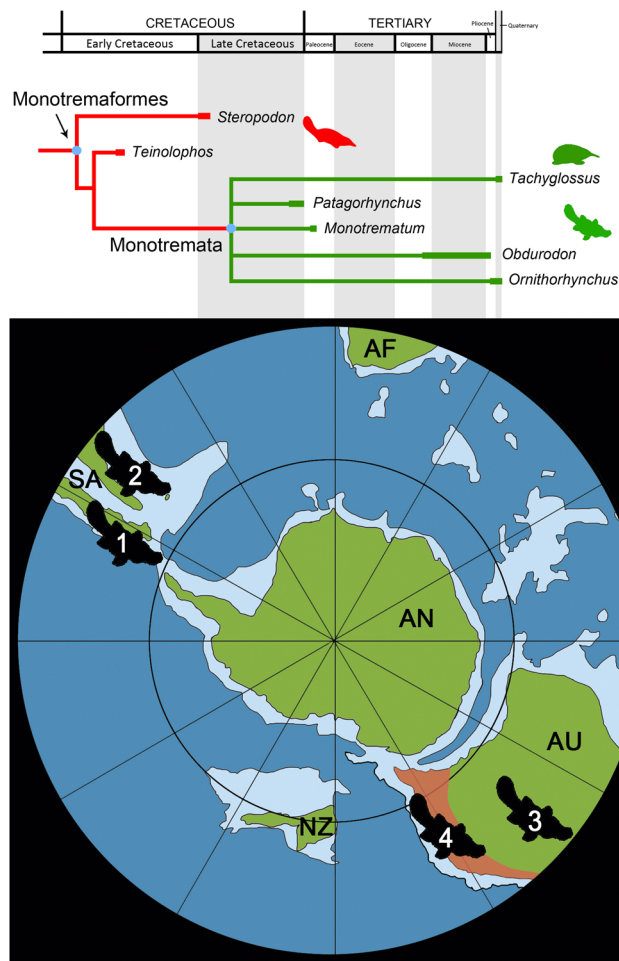 CRETACEOUS
TERTIARY
Pliocene
Quaternary
Early Cretaceous
Late Cretaceous
Paleocene
Eocene
Oligocene
Miocene
Monotremaformes
Steropodon
Teinolophos
Tachyglossus
Patagorhynchus
Monotrematum
Monotremata
Obdurodon
Ornithorhynchus
AF
SA
2
1
AN
AU
NZ
4
3